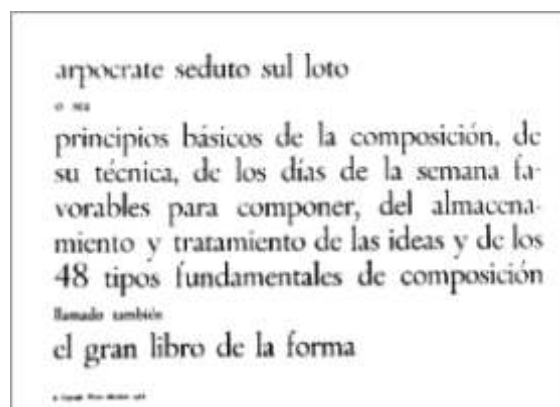 arpocrate seduto sul loto
o sea
principios básicos de la composición, de
su técnica, de los días de la semana fa-
vorables para componer, del almacena-
miento y tratamiento de las ideas y de los
48 tipos fundamentales de composición
llamado también
el gran libro de la forma